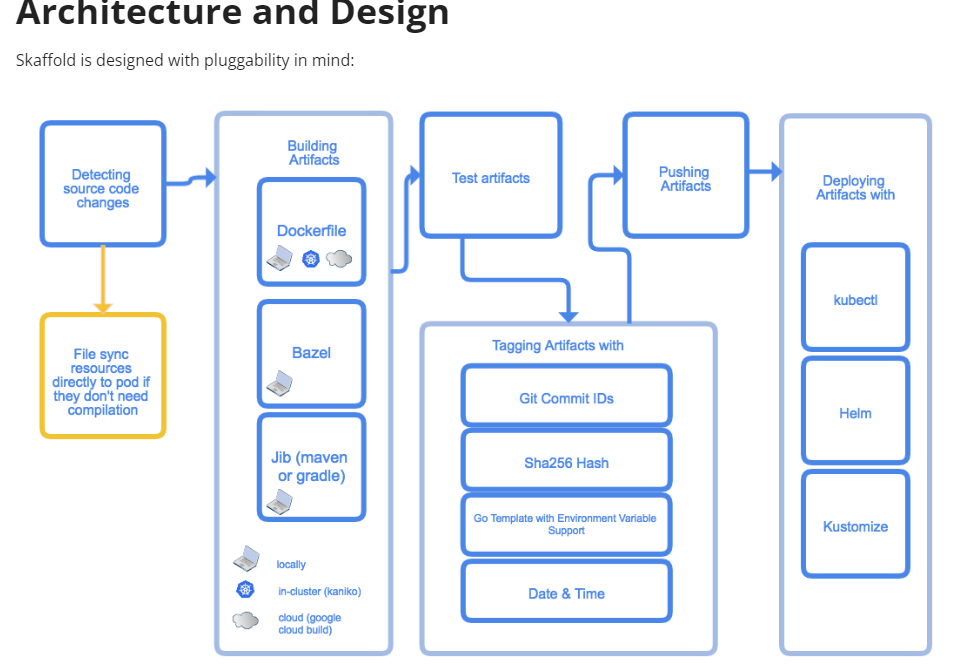 Architecture and Design
Skaffold is designed with pluggability in mind:
Detecting
source code
changes
File sync
resources
directly to pod if
they don't need
compilation
Building
Artifacts
Dockerfile
Bazel
Jib (maven
or gradle)
locally
in-cluster (kaniko)
cloud (google
cloud build)
Test artifacts
Tagging Artifacts with
Git Commit IDs
Sha256 Hash
Go Template with Environment Variable
Support
Date & Time
Pushing
Artifacts
Deploying
Artifacts with
kubectl
Helm
Kustomize